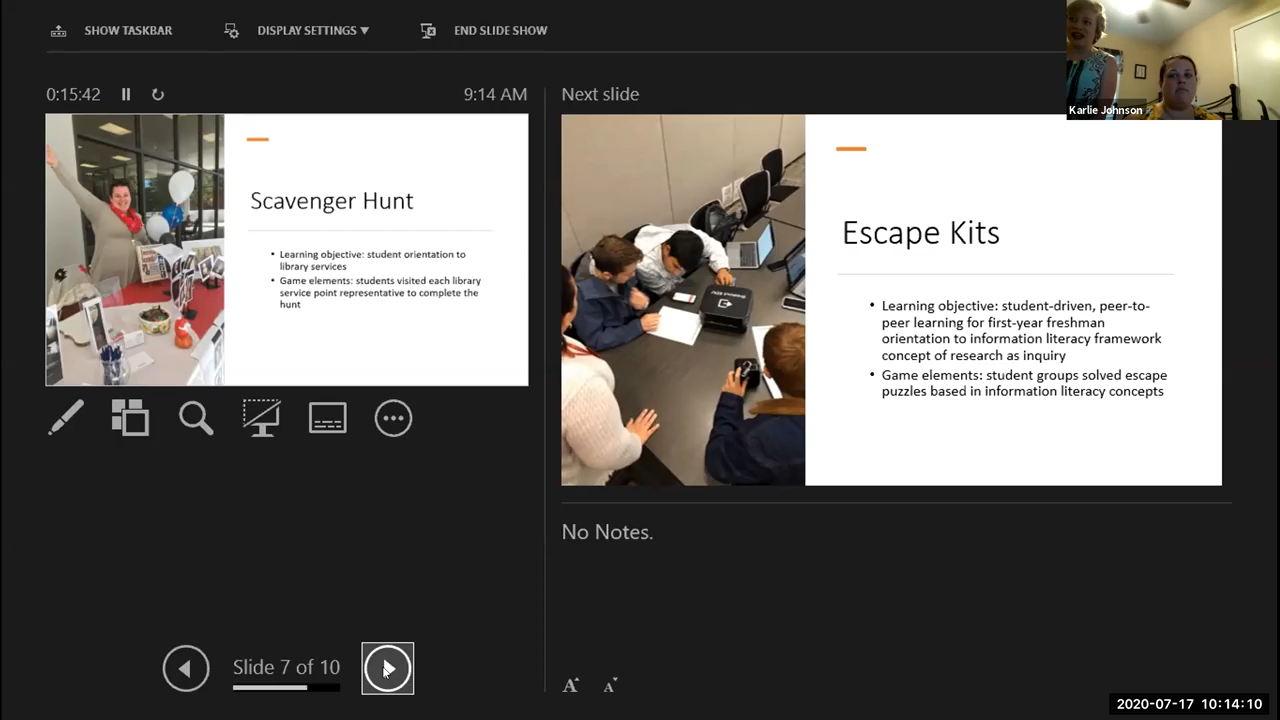 SHOW TASKBAR
DISPLAY SETTINGS ▼
END SLIDE SHOW
Karlie Johnson
0:15:42
9:14 AM
Next slide
Scavenger Hunt
• Learning objective: student orientation to
library services
• Game elements: students visited each library
service point representative to complete the
hunt
Escape Kits
• Learning objective: student-driven, peer-to-
peer learning for first-year freshman
orientation to information literacy framework
concept of research as inquiry
• Game elements: student groups solved escape
puzzles based in information literacy concepts
No Notes.
Slide 7 of 10
A A
2020-07-17 10:14:10